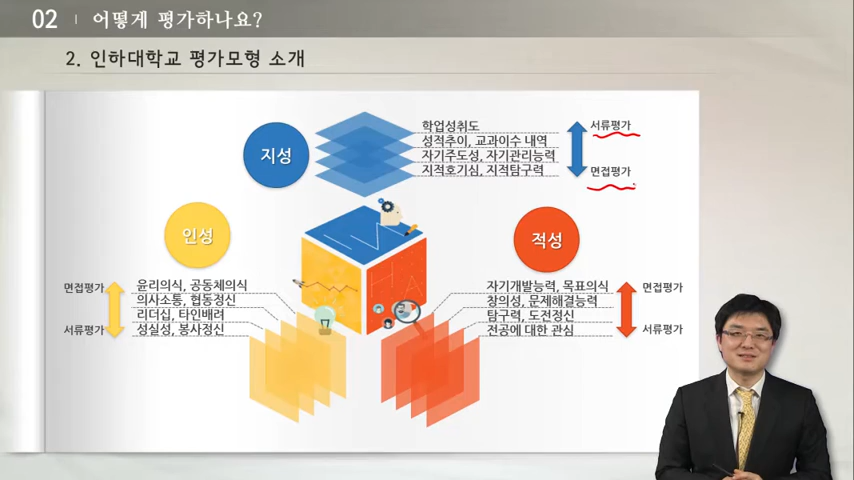 02 | 어떻게 평가하나요?
2. 인하대학교 평가모형 소개
지성
학업성취도
성적추이, 교과이수 내역
자기주도성, 자기관리능력
지적호기심, 지적탐구력
서류평가
면접평가
인성
면접평가
서류평가
윤리의식, 공동체의식
의사소통, 협동정신
리더십, 타인배려
성실성, 봉사정신
적성
자기개발능력, 목표의식
창의성, 문제해결능력
탐구력, 도전정신
전공에 대한 관심
면접평가
서류평가